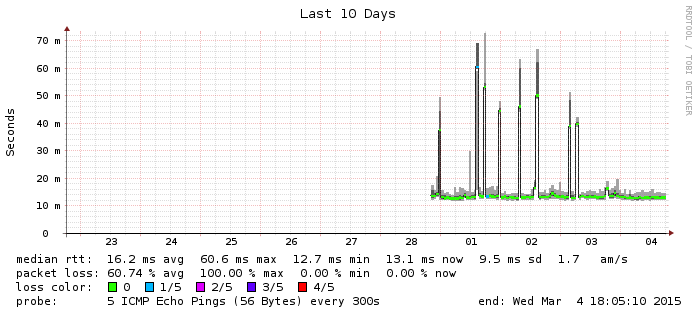 Last 10 Days
RRDTOOL / TOBI OETIKER
Seconds
70 m
60 m
50 m
40 m
30 m
20 m
10 m
0
23 24 25 26 27 28 01 02 03 04
median rtt: 16.2 ms avg 60.6 ms max 12.7 ms min 13.1 ms now 9.5 ms sd 1.7 am/s
packet loss: 60.74 % avg 100.00 % max 0.00 % min 0.00 % now
loss color: 0 1/5 2/5 3/5 4/5
probe: 5 ICMP Echo Pings (56 Bytes) every 300s end: Wed Mar 4 18:05:10 2015